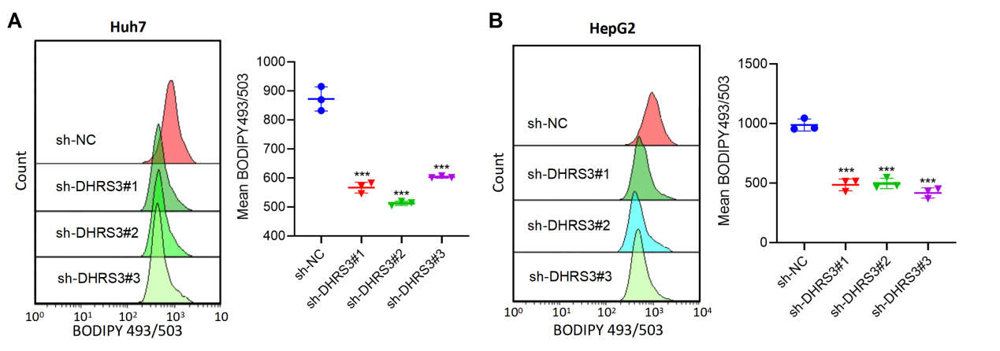 A
Huh7
Count
sh-NC
sh-DHRS3#1
sh-DHRS3#2
sh-DHRS3#3
10⁰ 10¹ 10² 10³ 10
BODIPY 493/503
Mean BODIPY493/503
1000
900
800
700
600
500
400
***
***
***
sh-NC
sh-DHRS3#1
sh-DHRS3#2
sh-DHRS3#3
B
HepG2
Count
sh-NC
sh-DHRS3#1
sh-DHRS3#2
sh-DHRS3#3
10⁰ 10¹ 10² 10³ 10⁴
BODIPY 493/503
Mean BODIPY493/503
1500
1000
500
0
***
***
***
sh-NC
sh-DHRS3#1
sh-DHRS3#2
sh-DHRS3#3